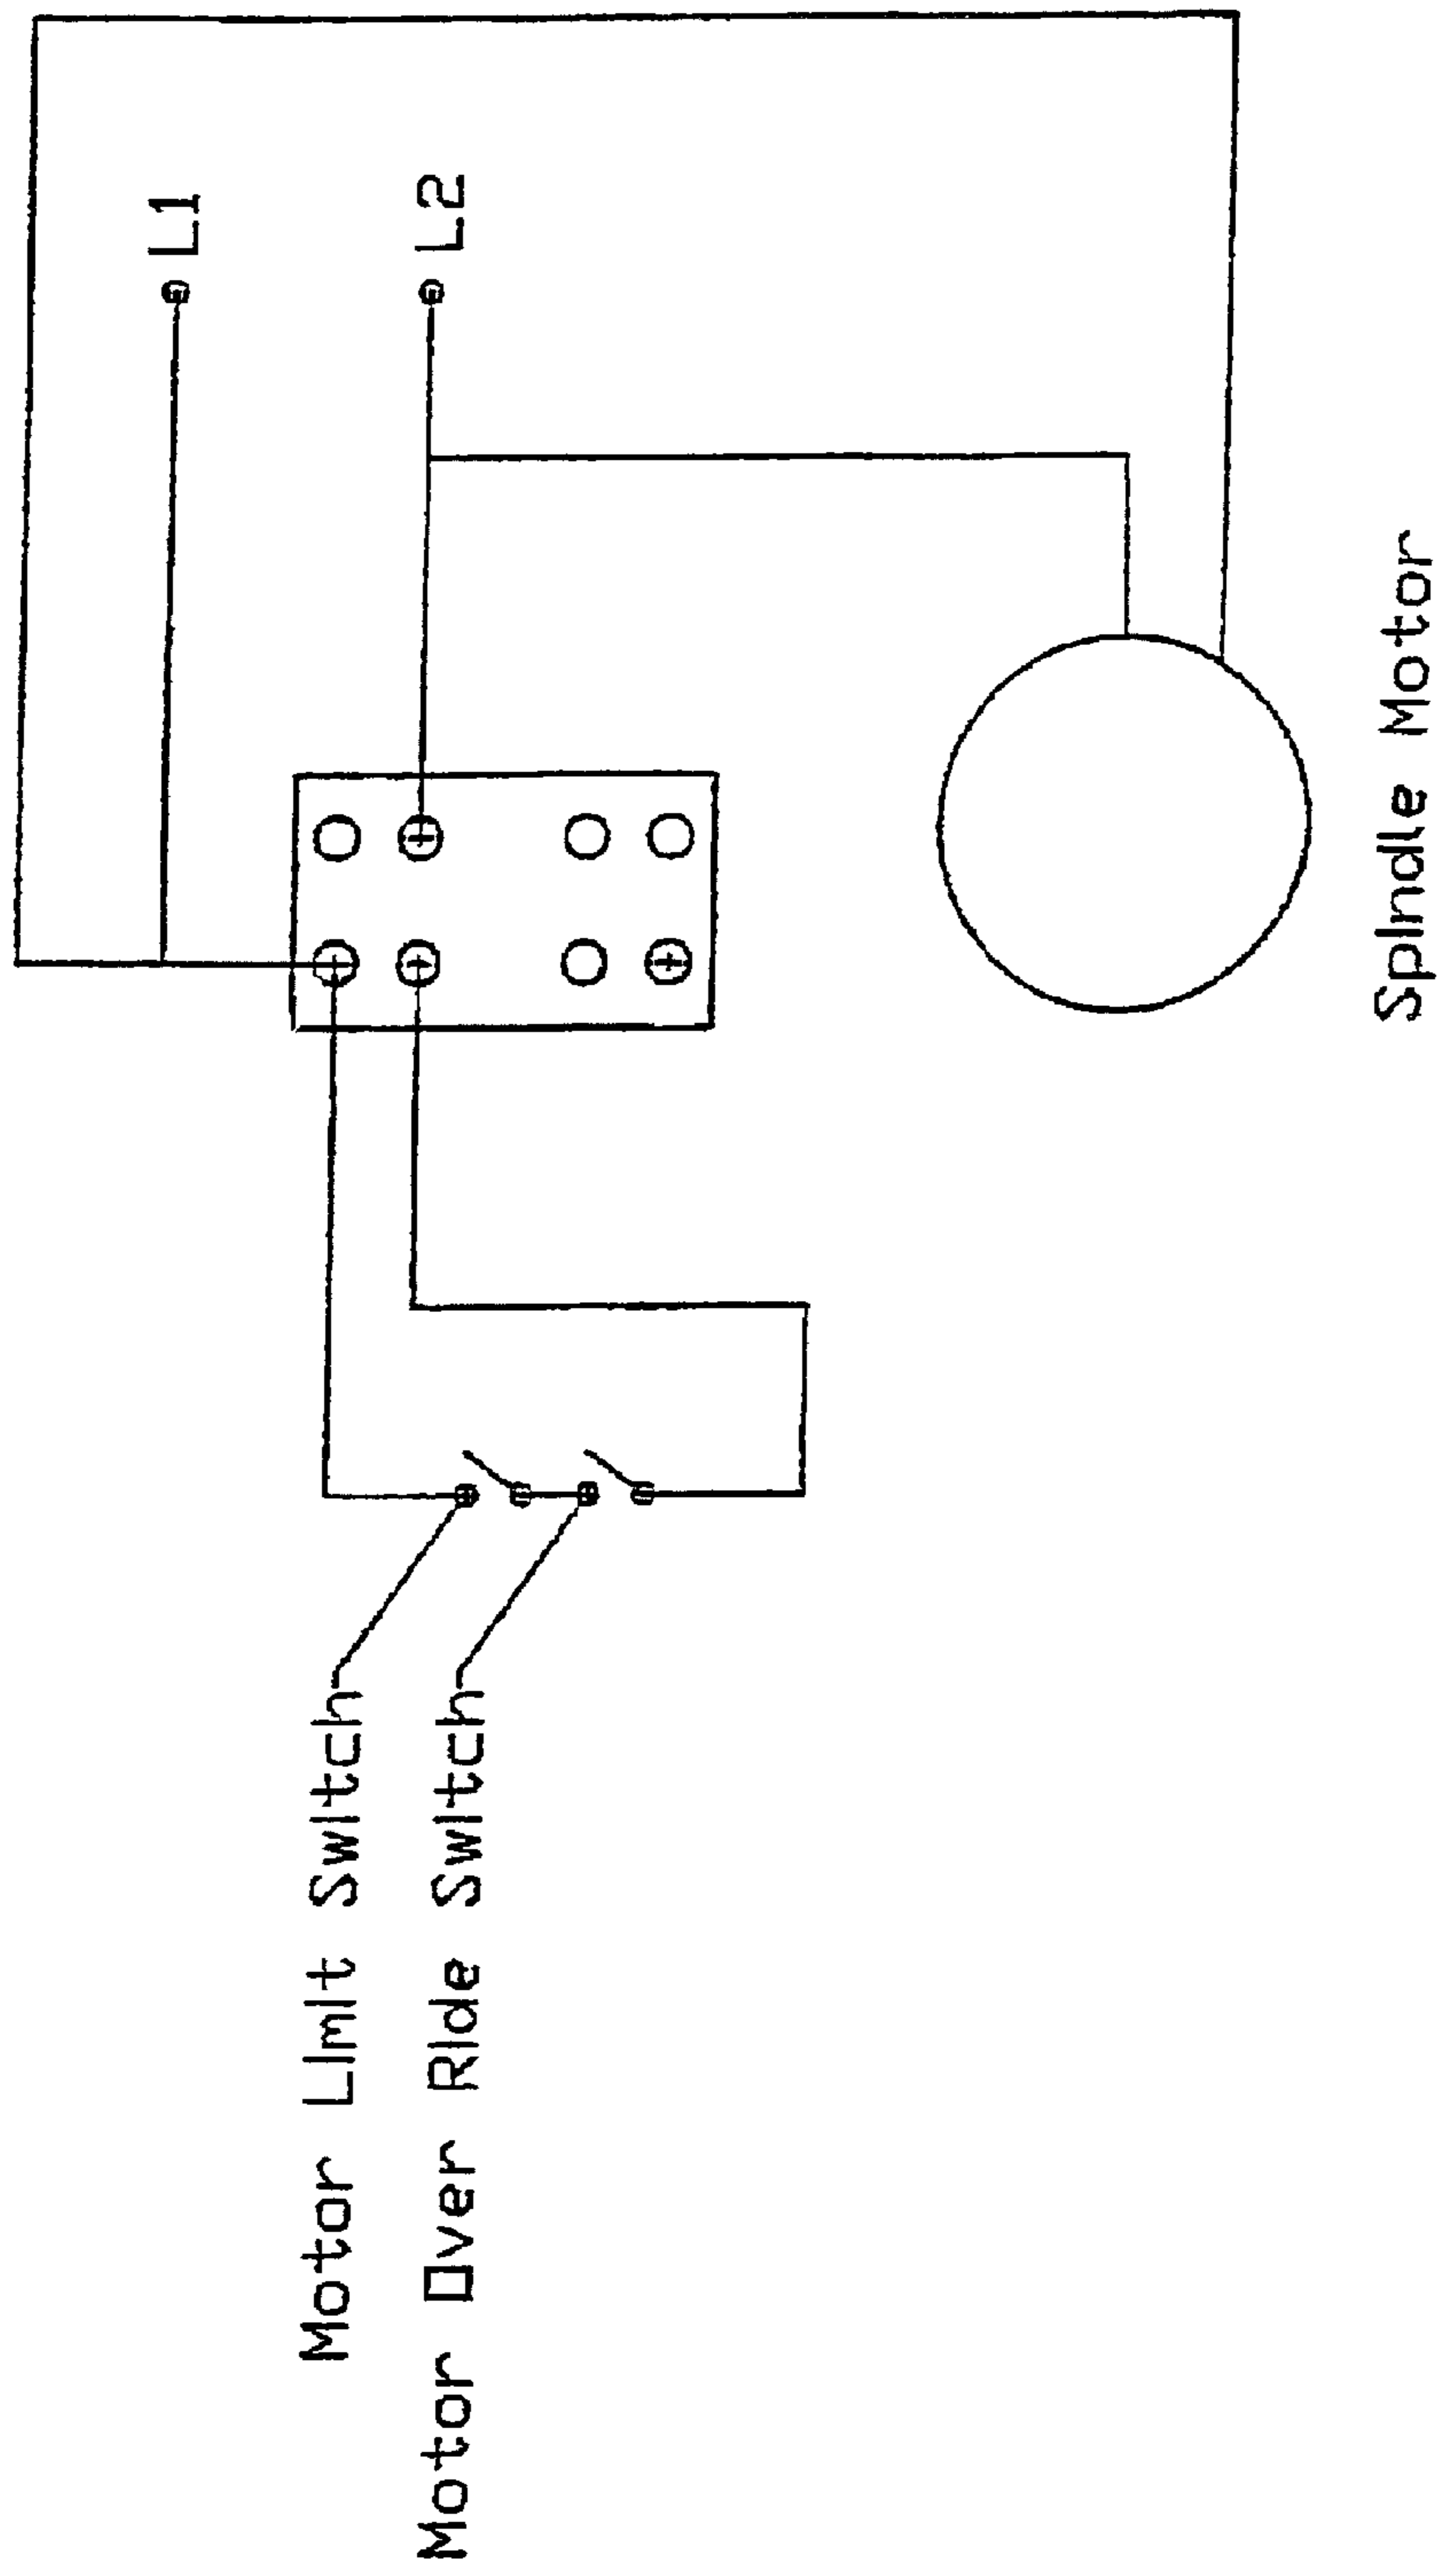 Motor Limit Switch
Motor Over Ride Switch
L1
L2
Spindle Motor